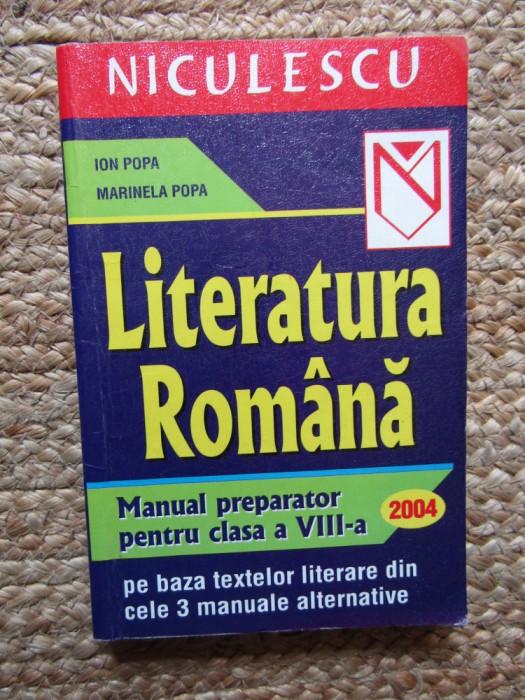 NICULESCU
ION POPA
MARINELA POPA
Literatura
Română
Manual preparator
pentru clasa a VIII-a
2004
pe baza textelor literare din
cele 3 manuale alternative